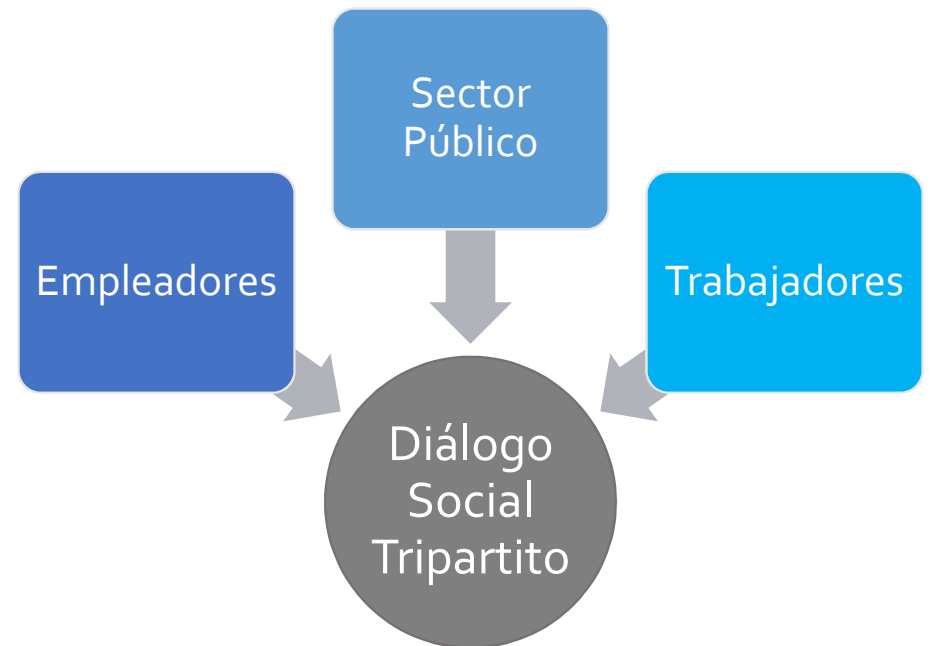 Sector
Público
Empleadores
Trabajadores
Diálogo
Social
Tripartito